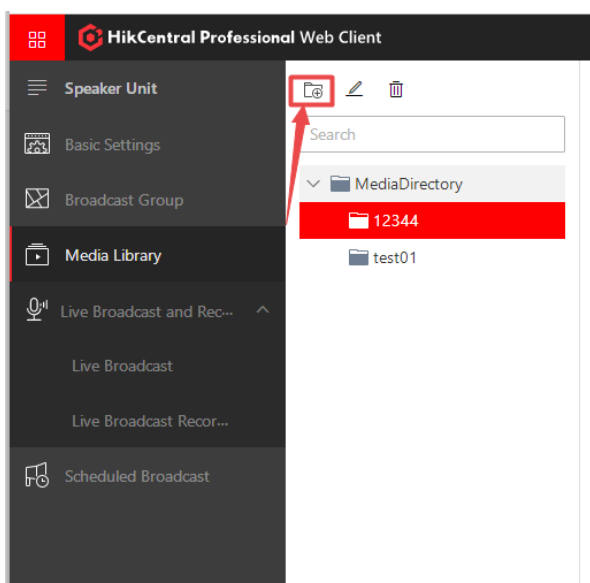 HikCentral Professional Web Client
Speaker Unit
Basic Settings
Broadcast Group
Media Library
Live Broadcast and Rec···
Live Broadcast
Live Broadcast Recor···
Scheduled Broadcast
Search
MediaDirectory
12344
test01